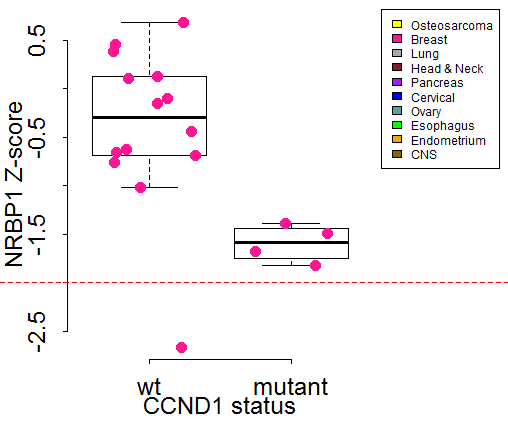 NRBP1 Z-score
0.5
-0.5
-1.5
-2.5
wt
mutant
CCND1 status
Osteosarcoma
Breast
Lung
Head & Neck
Pancreas
Cervical
Ovary
Esophagus
Endometrium
CNS